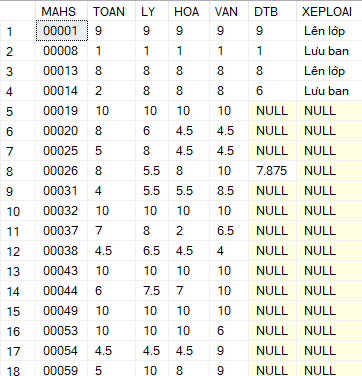 MAHS TOAN LY HOA VAN DTB XEPLOAI
1 00001 9 9 9 9 9 Lên lớp
2 00008 1 1 1 1 1 Lưu ban
3 00013 8 8 8 8 8 Lên lớp
4 00014 2 8 8 8 6 Lưu ban
5 00019 10 10 10 10 NULL NULL
6 00020 8 6 4.5 4.5 NULL NULL
7 00025 5 8 4.5 4.5 NULL NULL
8 00026 8 5.5 8 10 7.875 NULL
9 00031 4 5.5 5.5 8.5 NULL NULL
10 00032 10 10 10 10 NULL NULL
11 00037 7 8 2 6.5 NULL NULL
12 00038 4.5 6.5 4.5 4 NULL NULL
13 00043 10 10 10 10 NULL NULL
14 00044 6 7.5 7 10 NULL NULL
15 00049 10 10 10 10 NULL NULL
16 00053 10 10 10 6 NULL NULL
17 00054 4.5 4.5 4.5 9 NULL NULL
18 00059 5 10 8 9 NULL NULL